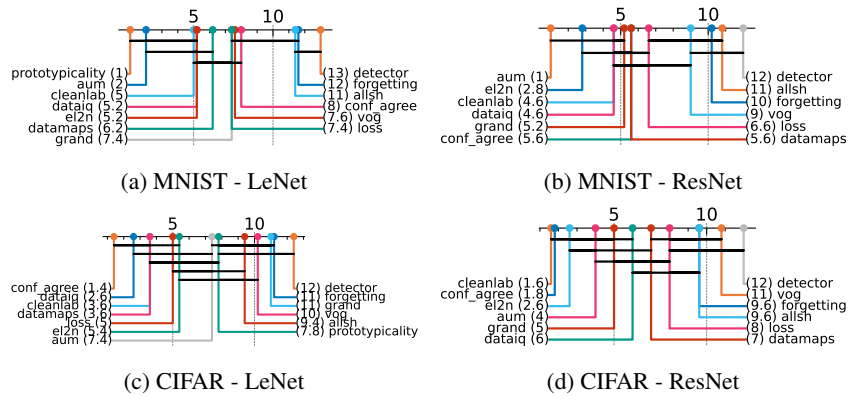 5 10
prototypicality (1) (13) detector
aum (2) (12) forgetting
cleanlab (5) (11) allsh
dataiq (5.2) (8) conf_agree
el2n (5.2) (7.6) vog
datamaps (6.2) (7.4) loss
grand (7.4)
(a) MNIST - LeNet
5 10
aum (1) (12) detector
el2n (2.8) (11) allsh
cleanlab (4.6) (10) forgetting
dataiq (4.6) (9) vog
grand (5.2) (6.6) loss
conf_agree (5.6) (5.6) datamaps
(b) MNIST - ResNet
5 10
conf_agree (1.4) (12) detector
dataiq (2.6) (11) forgetting
cleanlab (3.6) (11) grand
datamaps (3.6) (10) vog
loss (5) (9.4) allsh
el2n (5.4) (7.8) prototypicality
aum (7.4)
(c) CIFAR - LeNet
5 10
cleanlab (1.6) (12) detector
conf_agree (1.8) (11) vog
el2n (2.6) (9.6) forgetting
aum (4) (9.6) allsh
grand (5) (8) loss
dataiq (6) (7) datamaps
(d) CIFAR - ResNet